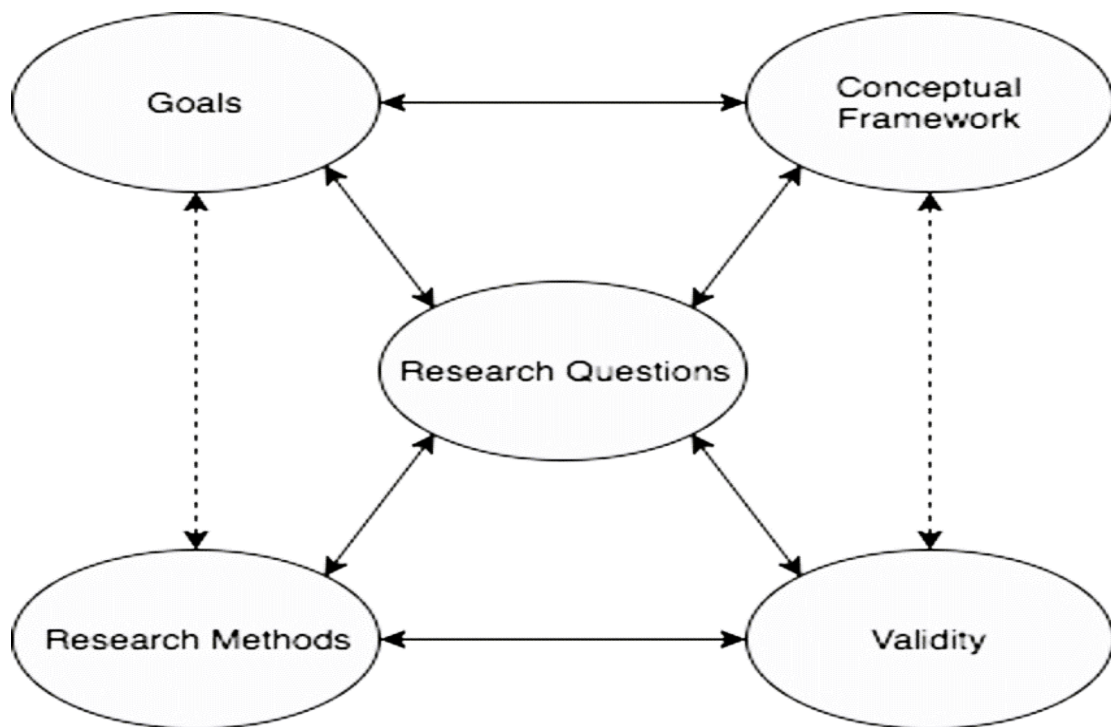 Goals
Conceptual
Framework
Research Questions
Research Methods
Validity